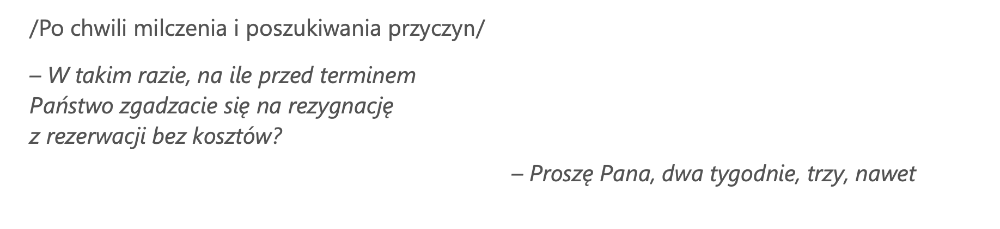 /Po chwili milczenia i poszukiwania przyczyn/
– W takim razie, na ile przed terminem
Państwo zgadzacie się na rezygnację
z rezerwacji bez kosztów?
– Proszę Pana, dwa tygodnie, trzy, nawet